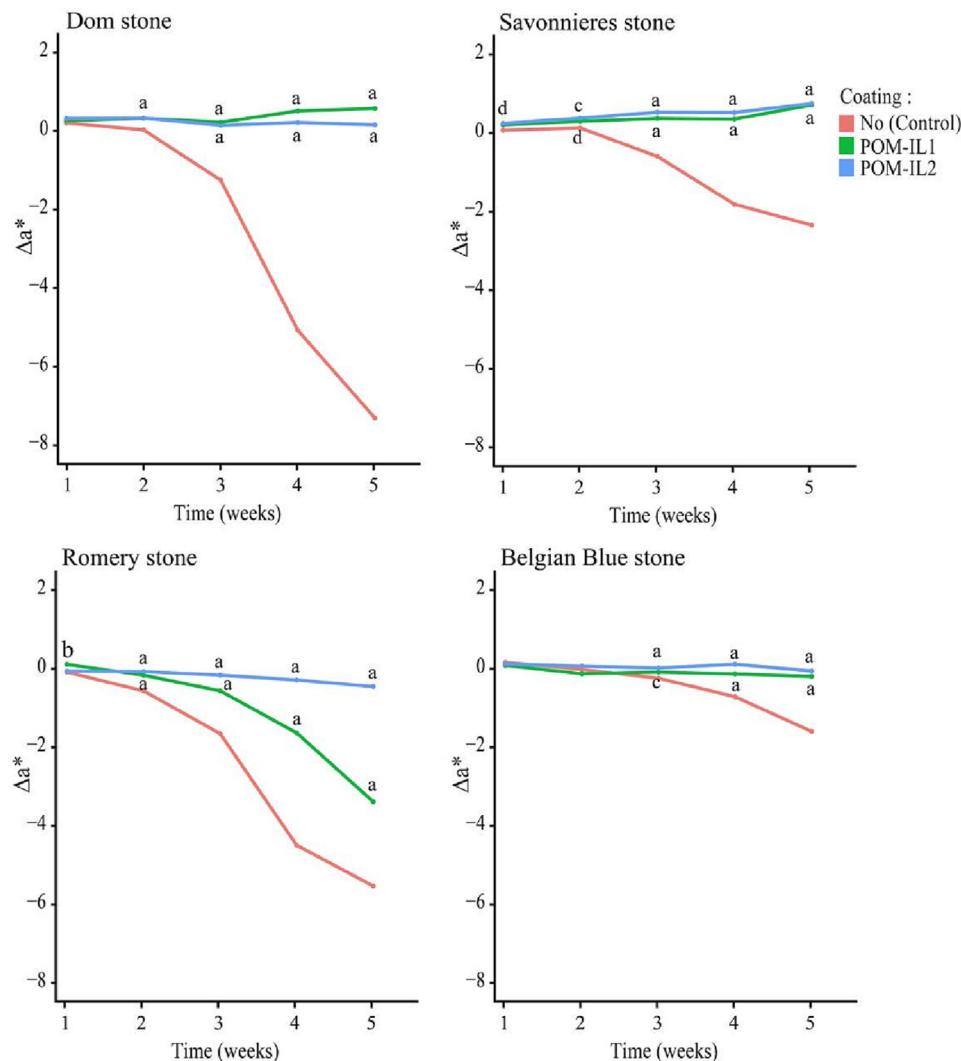 Dom stone
2
0
−2
−4
−6
−8
Δa*
a
a
a
a
a
a
a
1
2
3
4
5
Time (weeks)
Savonnieres stone
2
0
−2
−4
−6
−8
Δa*
d
c
a
a
a
d
a
a
a
1
2
3
4
5
Time (weeks)
Coating :
No (Control)
POM-IL1
POM-IL2
Romery stone
2
0
−2
−4
−6
−8
Δa*
b
a
a
a
a
a
a
a
a
1
2
3
4
5
Time (weeks)
Belgian Blue stone
2
0
−2
−4
−6
−8
Δa*
a
a
a
c
a
a
1
2
3
4
5
Time (weeks)